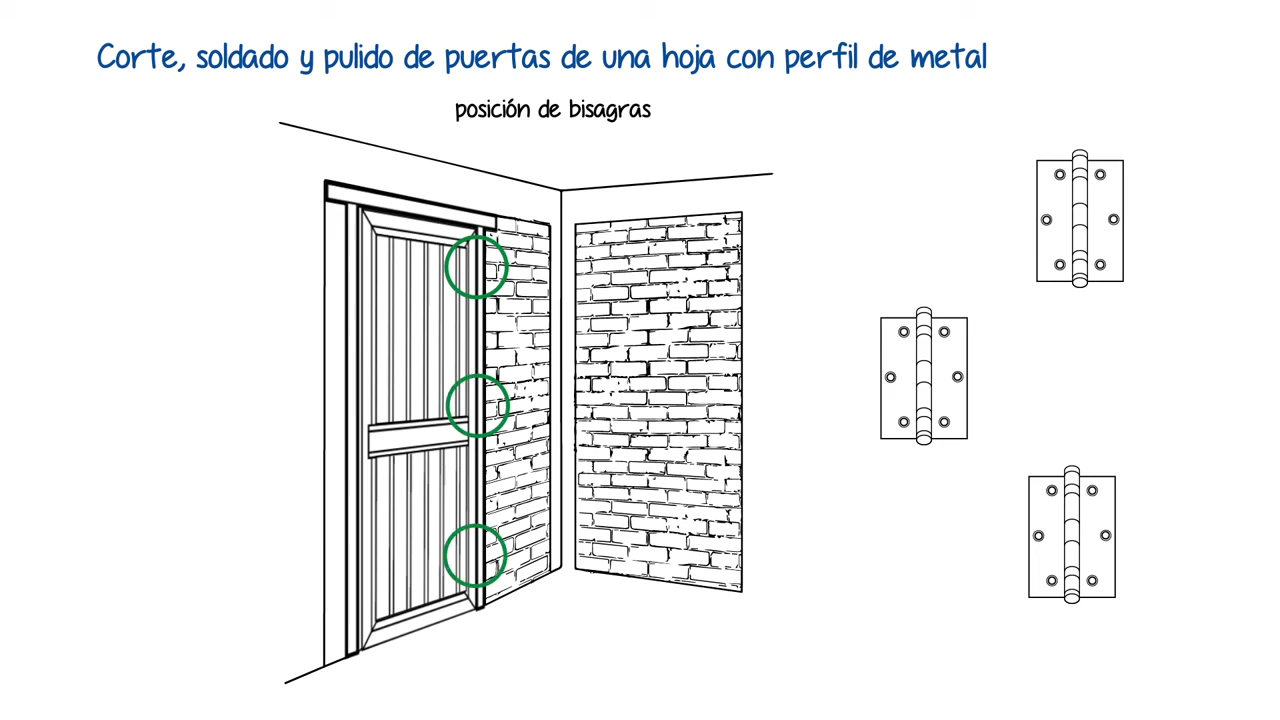 Corte, soldado y pulido de puertas de una hoja con perfil de metal
posición de bisagras